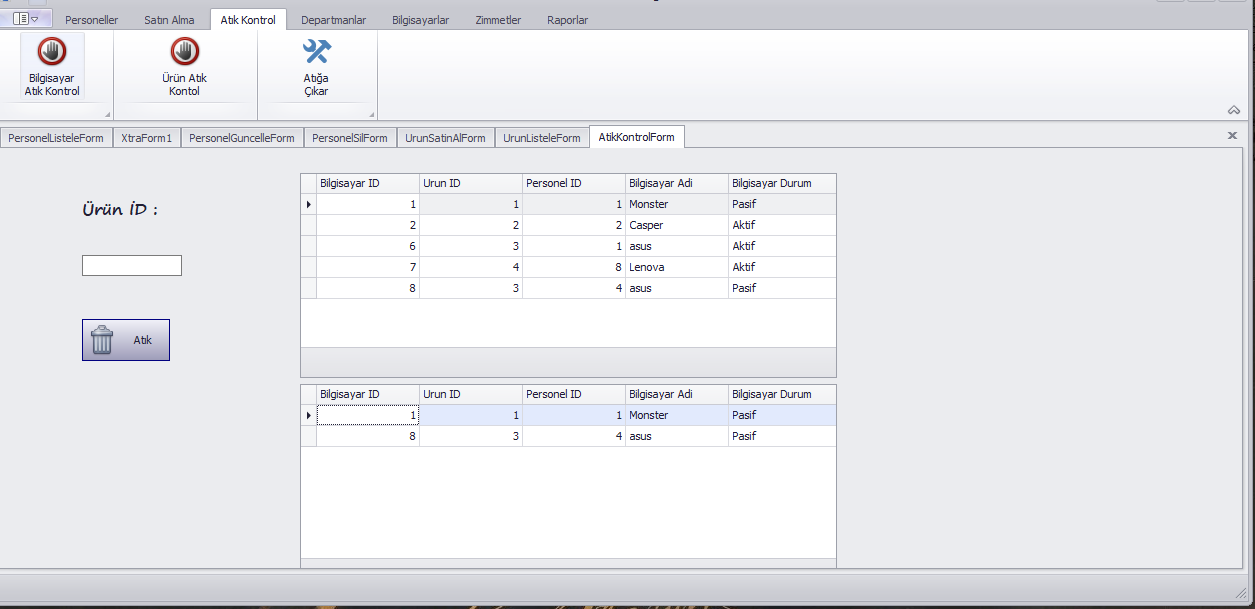 Personeller Satın Alma Atık Kontrol Departmanlar Bilgisayarlar Zimmetler Raporlar
Bilgisayar
Atık Kontrol
Ürün Atık
Kontol
Atığa
Çıkar
PersonelListeleForm XtraForm1 PersonelGuncelleForm PersonelSilForm UrunSatinAlForm UrunListeleForm AtikKontrolForm
Ürün İD :
Atık
Bilgisayar ID Urun ID Personel ID Bilgisayar Adi Bilgisayar Durum
1 1 1 Monster Pasif
2 2 2 Casper Aktif
6 3 1 asus Aktif
7 4 8 Lenova Aktif
8 3 4 asus Pasif
Bilgisayar ID Urun ID Personel ID Bilgisayar Adi Bilgisayar Durum
1 1 1 Monster Pasif
8 3 4 asus Pasif